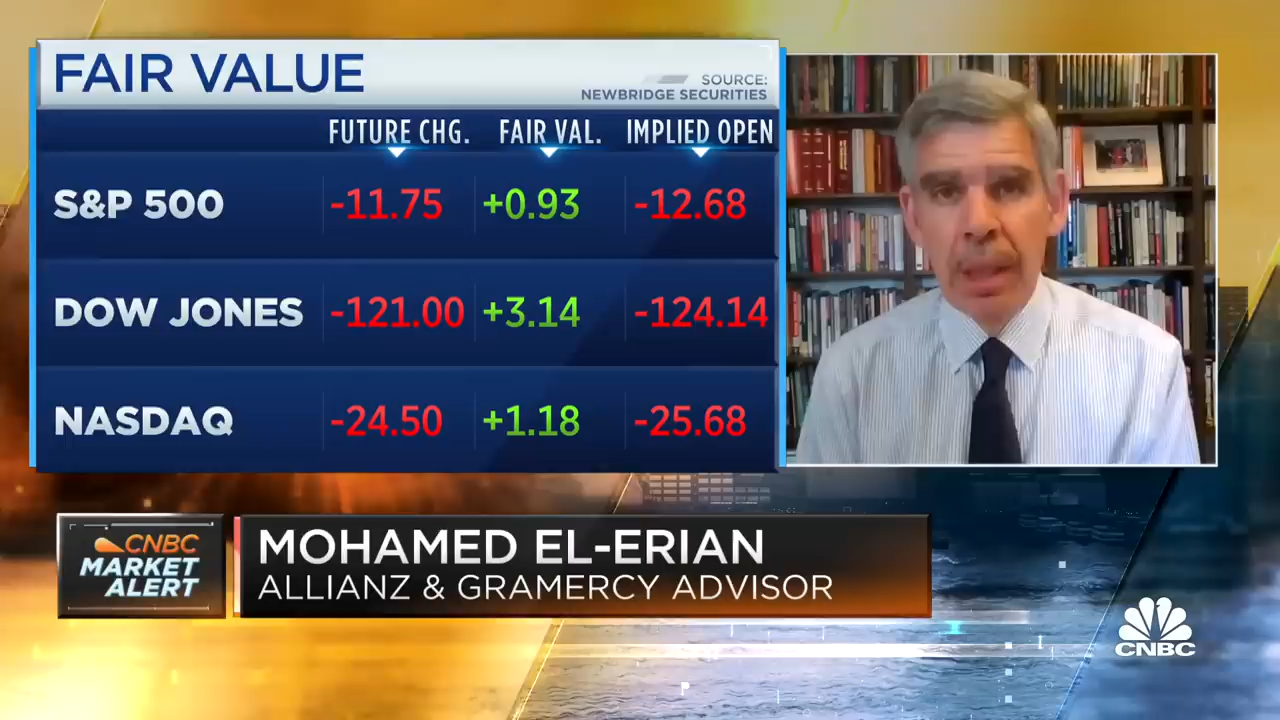 FAIR VALUE
SOURCE:
NEWBRIDGE SECURITIES
FUTURE CHG. FAIR VAL. IMPLIED OPEN
S&P 500 -11.75 +0.93 -12.68
DOW JONES -121.00 +3.14 -124.14
NASDAQ -24.50 +1.18 -25.68
CNBC
MARKET
ALERT
MOHAMED EL-ERIAN
ALLIANZ & GRAMERCY ADVISOR
CNBC